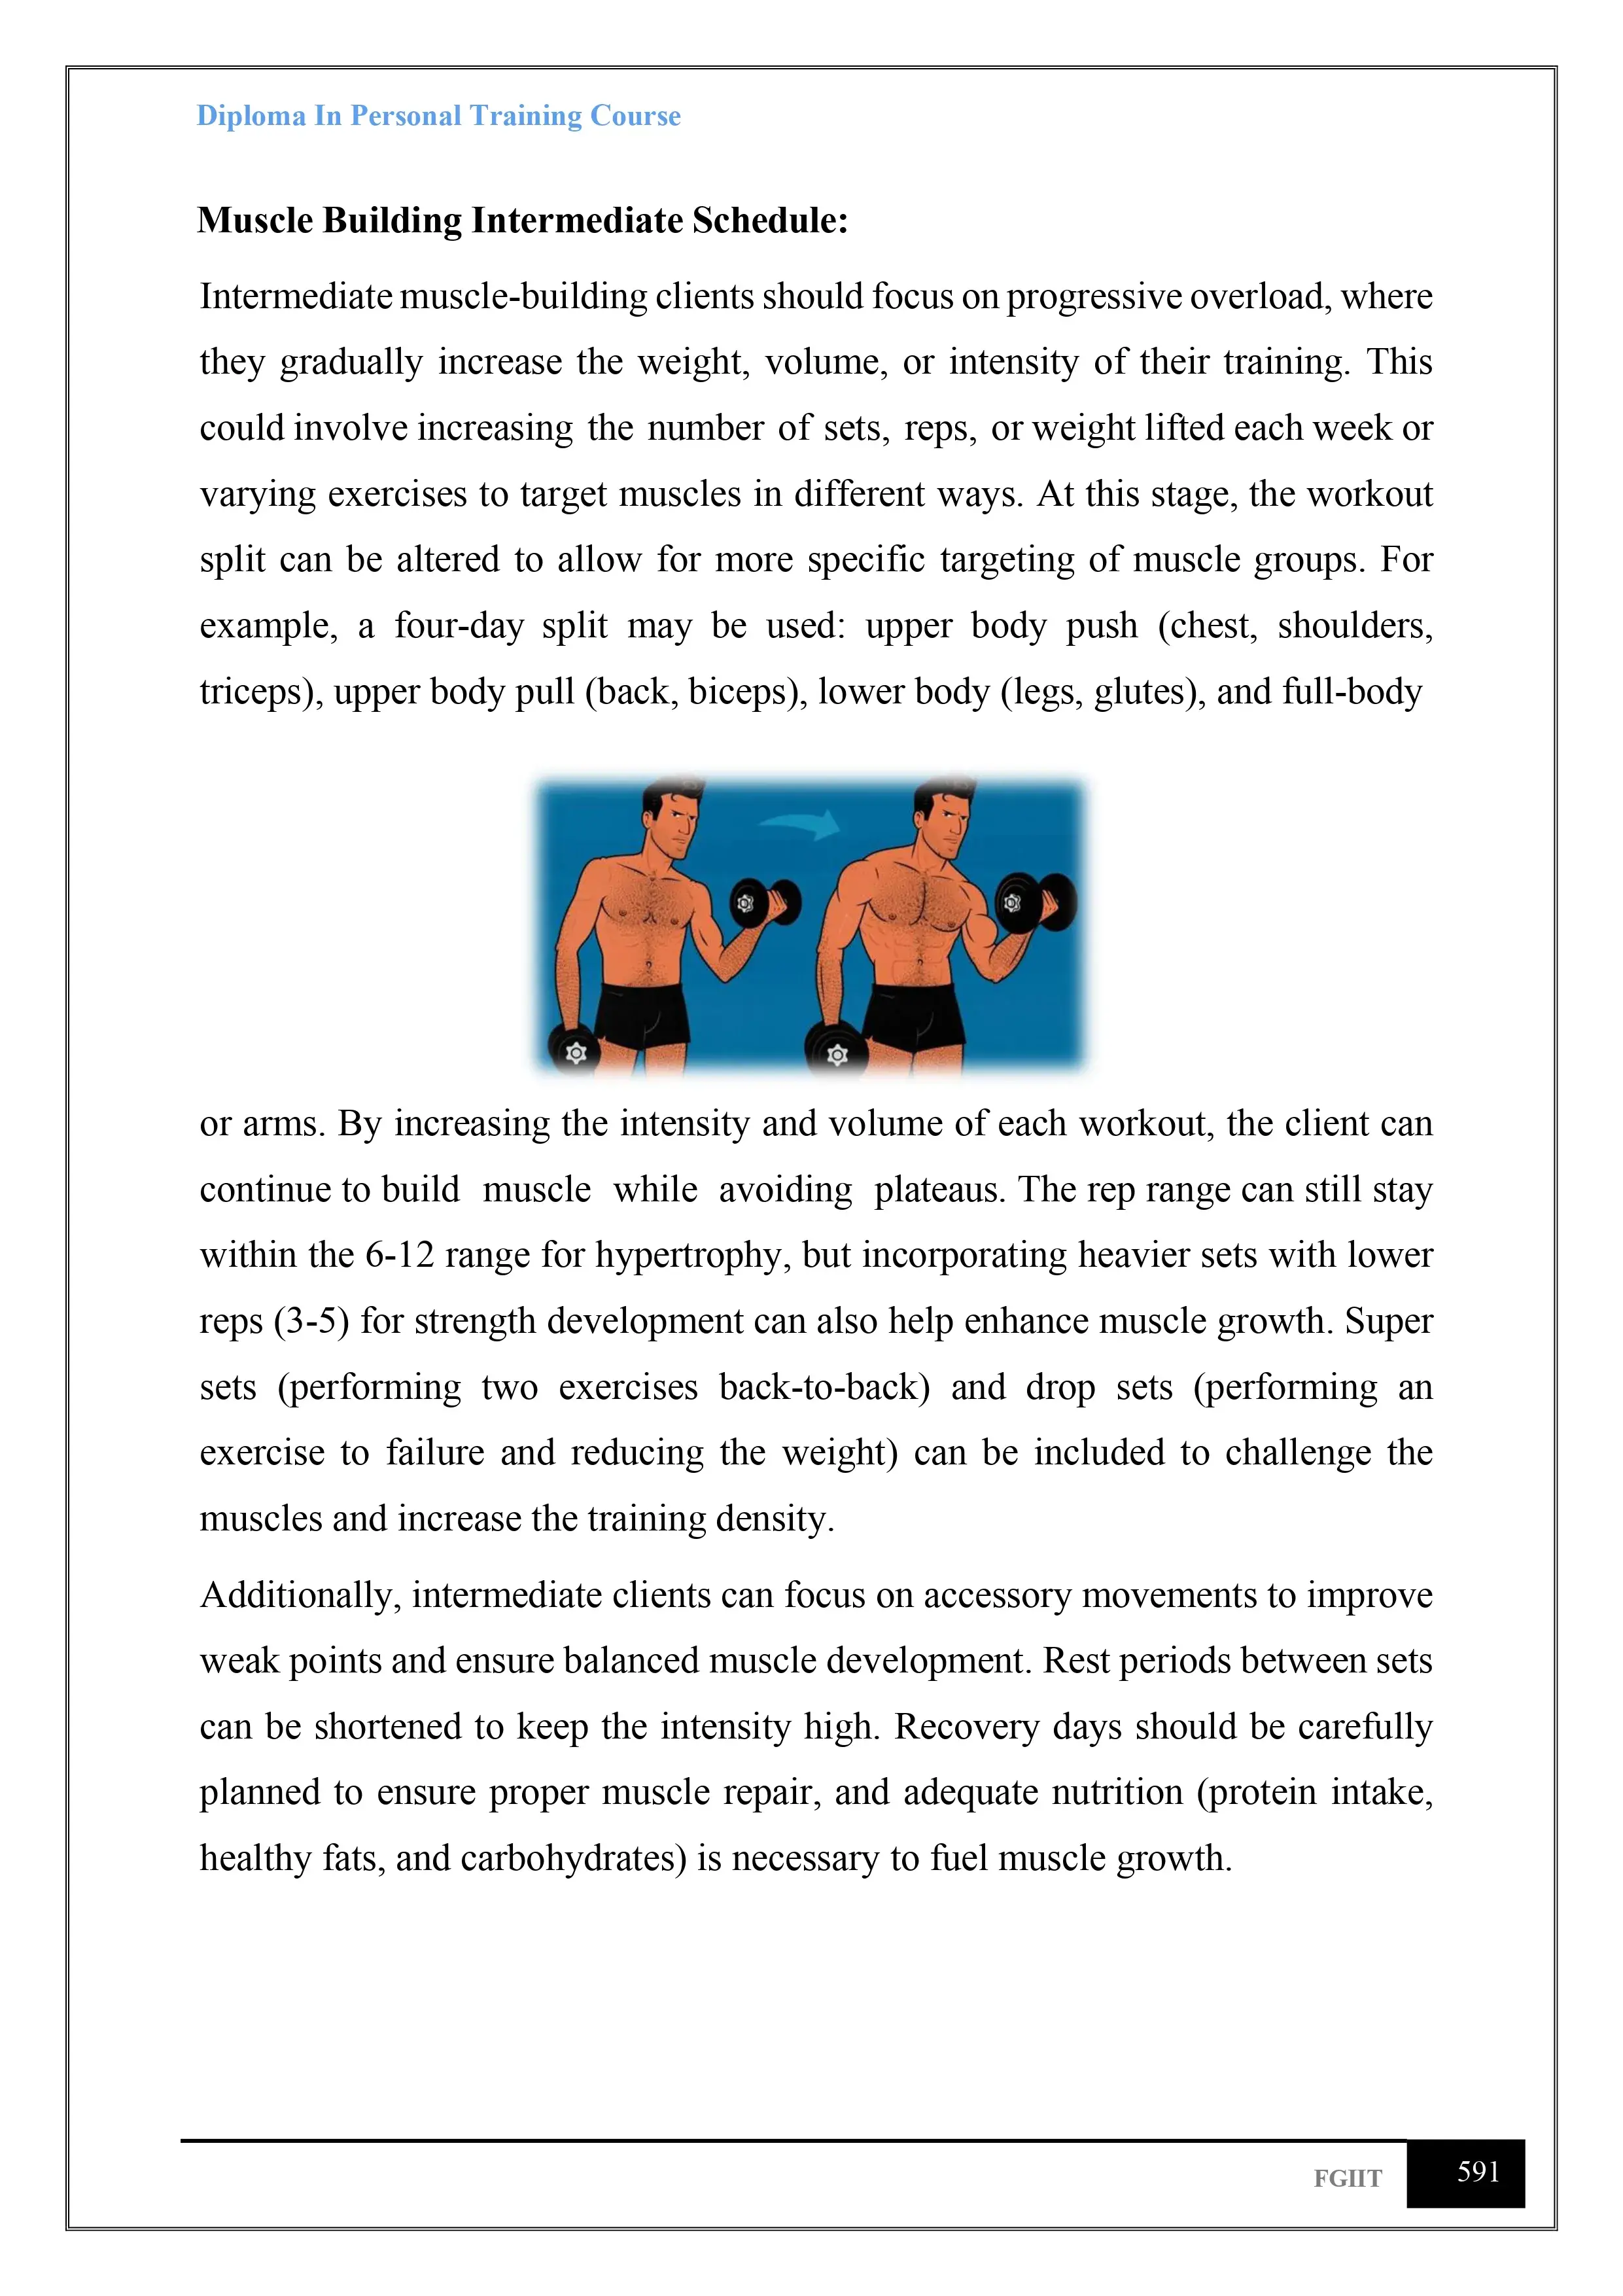 Diploma In Personal Training Course
Muscle Building Intermediate Schedule:
Intermediate muscle-building clients should focus on progressive overload, where
they gradually increase the weight, volume, or intensity of their training. This
could involve increasing the number of sets, reps, or weight lifted each week or
varying exercises to target muscles in different ways. At this stage, the workout
split can be altered to allow for more specific targeting of muscle groups. For
example, a four-day split may be used: upper body push (chest, shoulders,
triceps), upper body pull (back, biceps), lower body (legs, glutes), and full-body
or arms. By increasing the intensity and volume of each workout, the client can
continue to build muscle while avoiding plateaus. The rep range can still stay
within the 6-12 range for hypertrophy, but incorporating heavier sets with lower
reps (3-5) for strength development can also help enhance muscle growth. Super
sets (performing two exercises back-to-back) and drop sets (performing an
exercise to failure and reducing the weight) can be included to challenge the
muscles and increase the training density.
Additionally, intermediate clients can focus on accessory movements to improve
weak points and ensure balanced muscle development. Rest periods between sets
can be shortened to keep the intensity high. Recovery days should be carefully
planned to ensure proper muscle repair, and adequate nutrition (protein intake,
healthy fats, and carbohydrates) is necessary to fuel muscle growth.
FGIIT
591